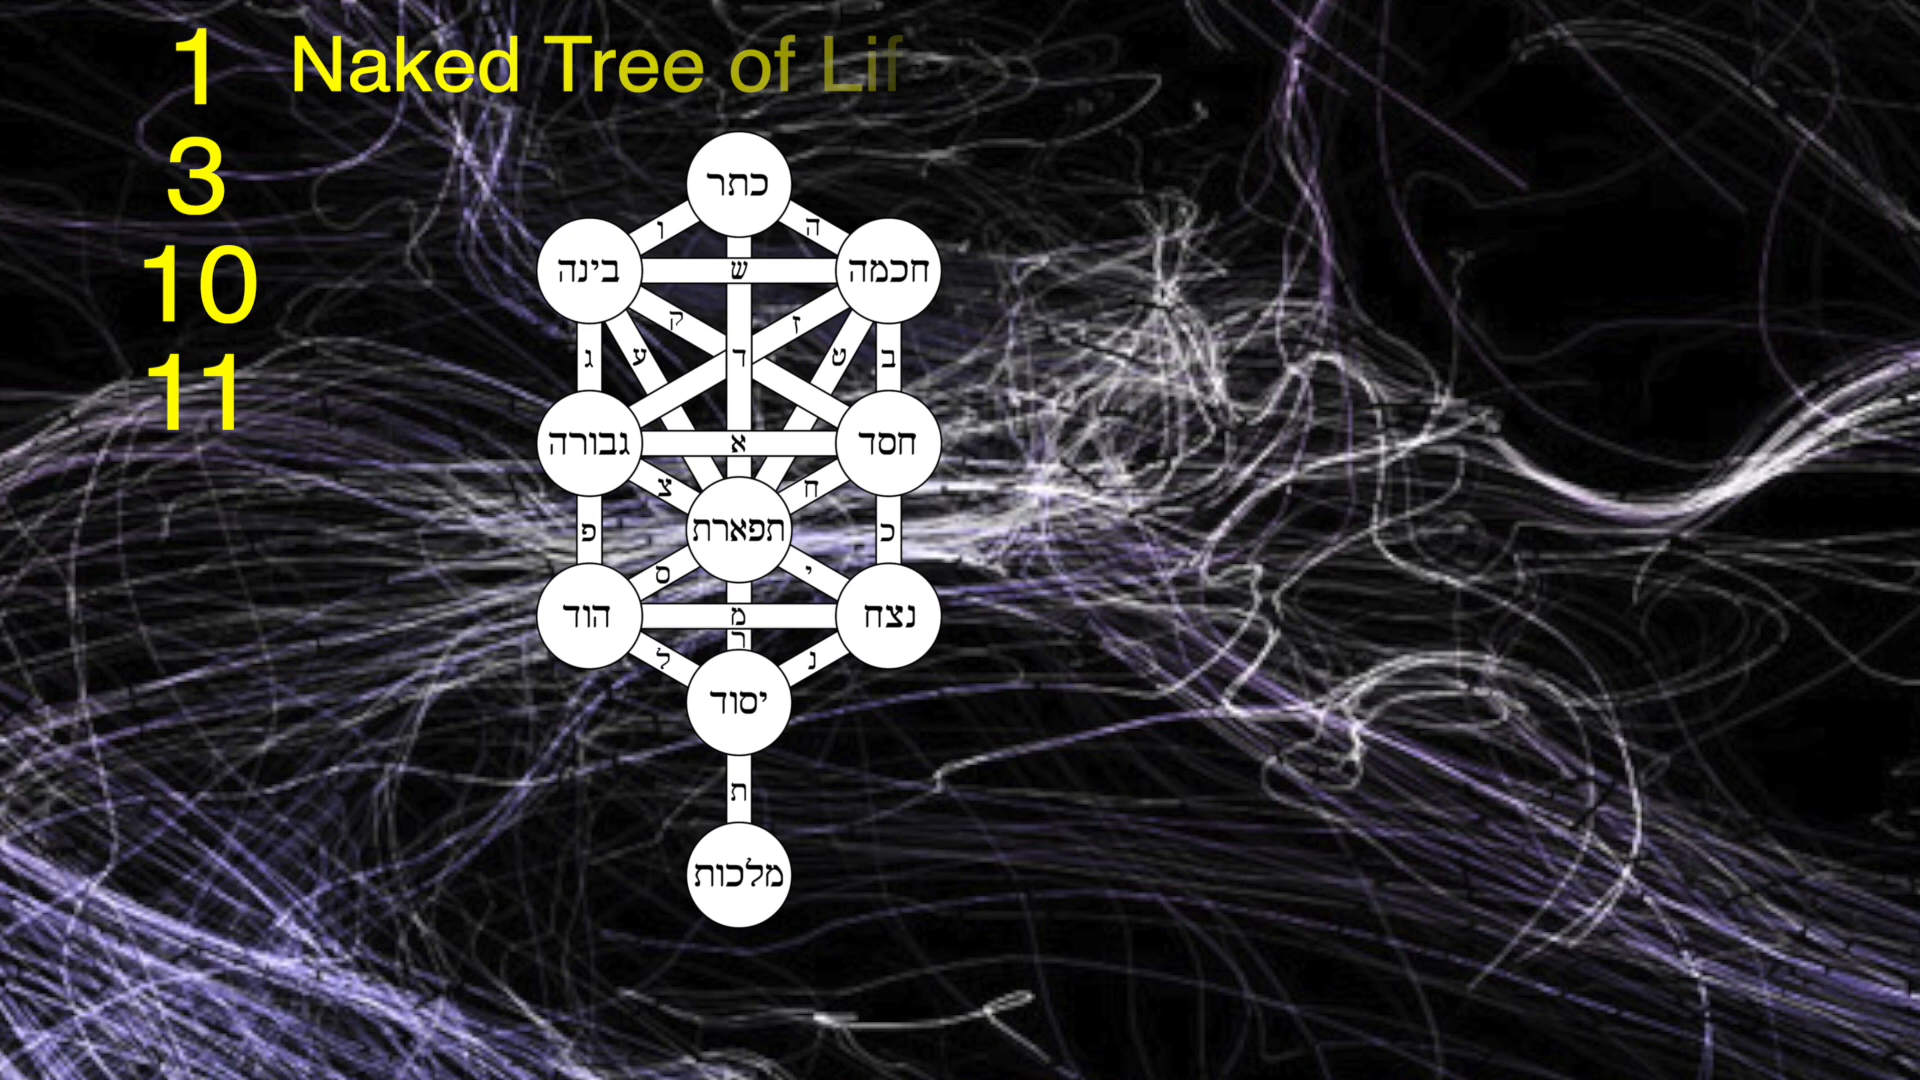 1 Naked Tree of Lif
3
10
11
כתר
ו ה
בינה ש חכמה
ק ז
ג ע ד ט ב
גבורה א חסד
צ ח
פ תפארת כ
ס י
הוד מ נצח
ר
ל נ
יסוד
ת
מלכות